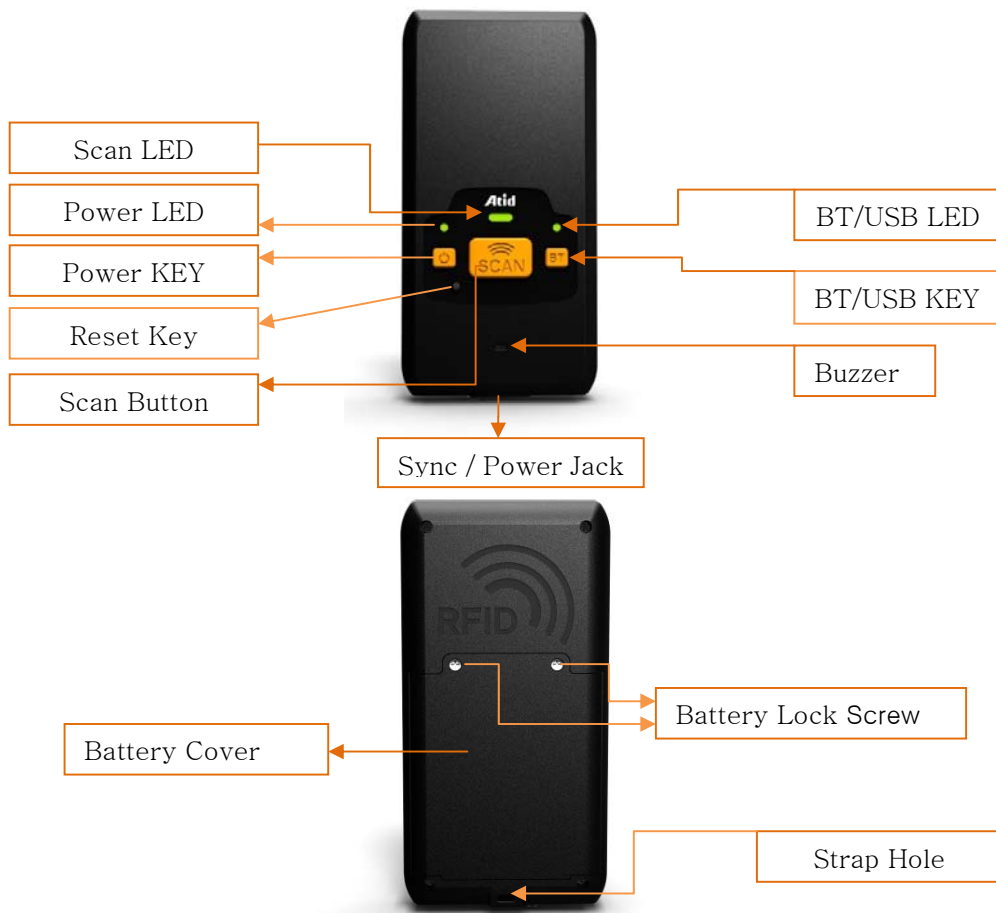 Scan LED
Power LED
Power KEY
Reset Key
Scan Button
Atid
SCAN
BT
BT/USB LED
BT/USB KEY
Buzzer
Sync / Power Jack
RFID
Battery Cover
Battery Lock Screw
Strap Hole